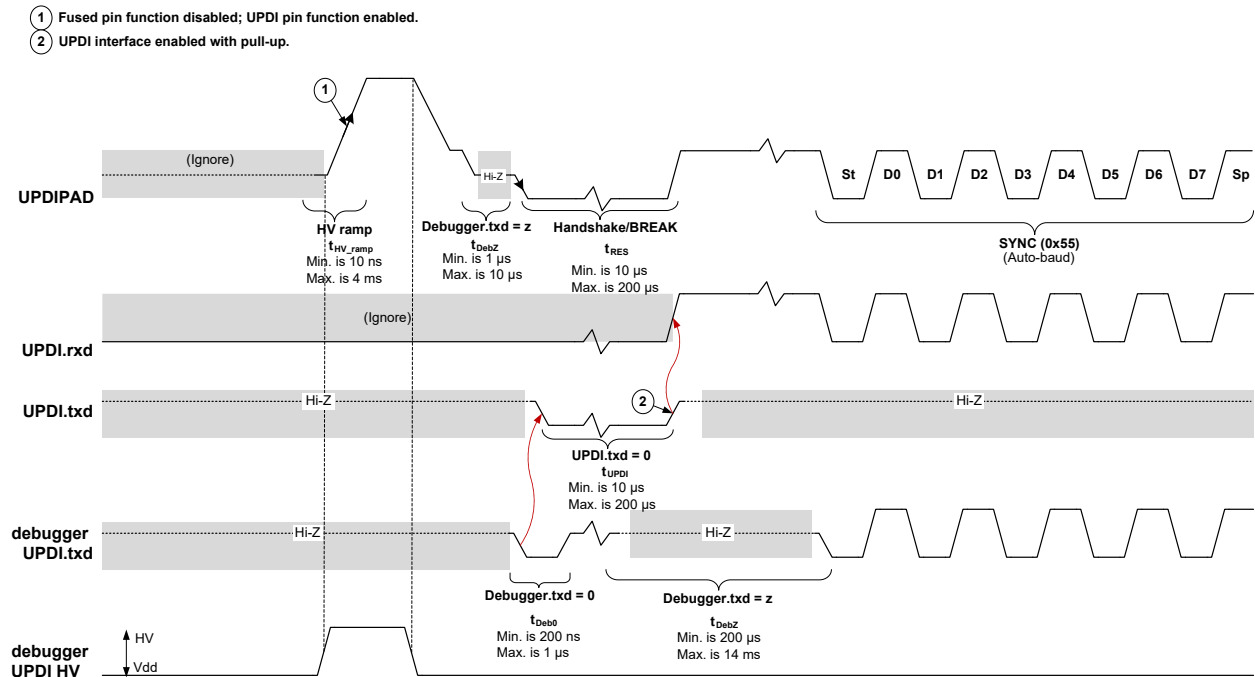 1 Fused pin function disabled; UPDI pin function enabled.
2 UPDI interface enabled with pull-up.
1
(Ignore)
Hi-Z
St D0 D1 D2 D3 D4 D5 D6 D7 Sp
UPDIPAD
HV ramp
tHV_ramp
Min. is 10 ns
Max. is 4 ms
Debugger.txd = z
tDebZ
Min. is 1 µs
Max. is 10 µs
Handshake/BREAK
tRES
Min. is 10 µs
Max. is 200 µs
SYNC (0x55)
(Auto-baud)
(Ignore)
UPDI.rxd
Hi-Z
2
Hi-Z
UPDI.txd
UPDI.txd = 0
tUPDI
Min. is 10 µs
Max. is 200 µs
Hi-Z
Hi-Z
debugger
UPDI.txd
Debugger.txd = 0
tDeb0
Min. is 200 ns
Max. is 1 µs
Debugger.txd = z
tDebZ
Min. is 200 µs
Max. is 14 ms
HV
Vdd
debugger
UPDI HV